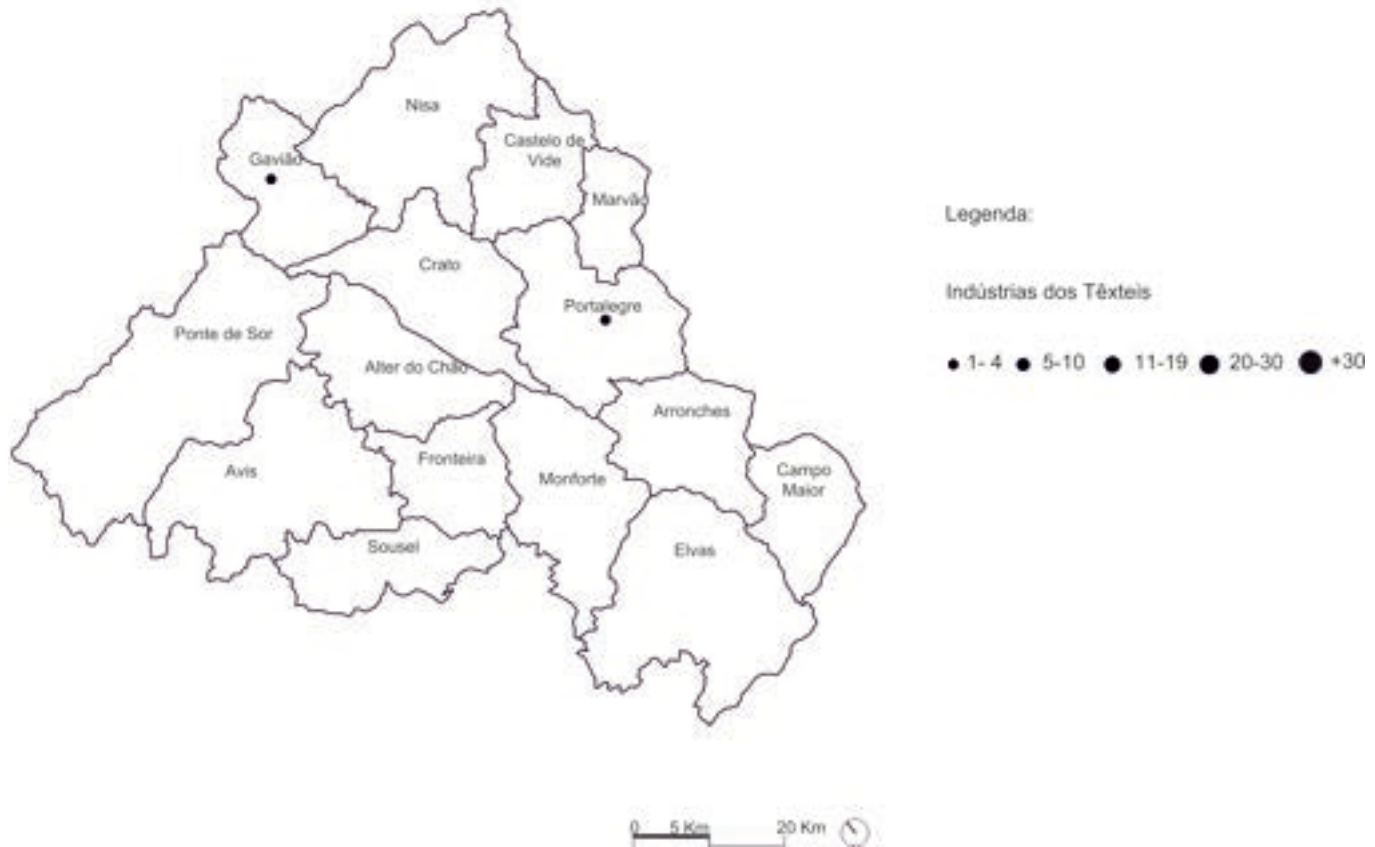 Nisa
Castelo de
Vide
Gavião
Marvão
Legenda:
Crato
Indústrias dos Têxteis
Portalegre
Ponte de Sor
Alter do Chão
1- 4 5-10 11-19 20-30 +30
Arronches
Fronteira
Avis
Monforte
Campo
Maior
Sousel
Elvas
0 5 Km 20 Km